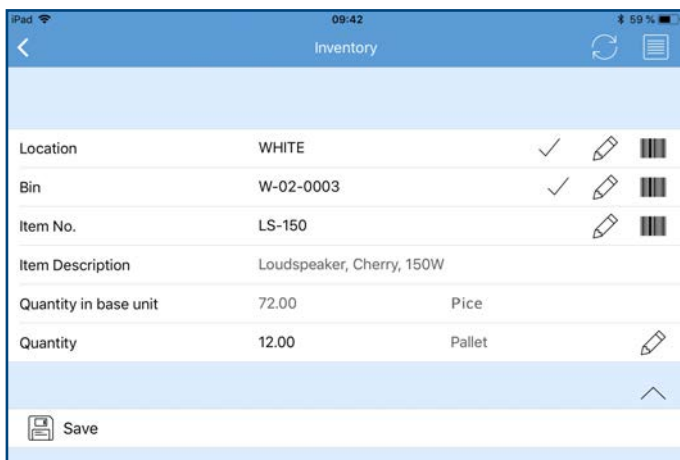 iPad 09:42 59 %
Inventory
Location WHITE
Bin W-02-0003
Item No. LS-150
Item Description Loudspeaker, Cherry, 150W
Quantity in base unit 72.00 Pice
Quantity 12.00 Pallet
Save